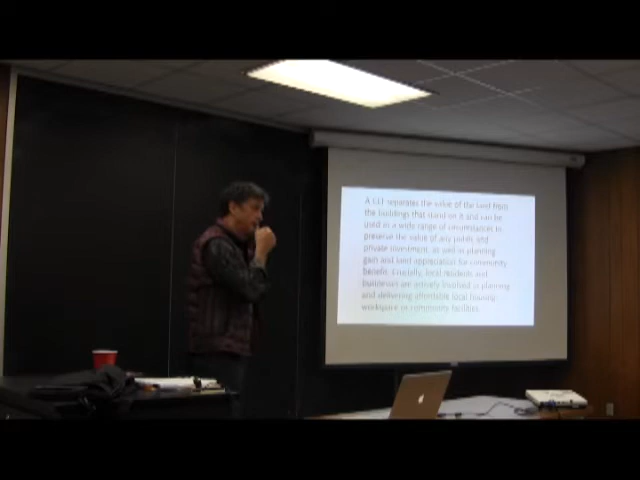 A CLT separates the value of the land from
the buildings that stand on it and can be
used in a wide range of circumstances to
preserve the value of any public and
private investment, as well as planning
gain and land appreciation for community
benefit. Crucially, local residents and
businesses are actively involved in planning
and delivering affordable local housing,
workspace or community facilities.